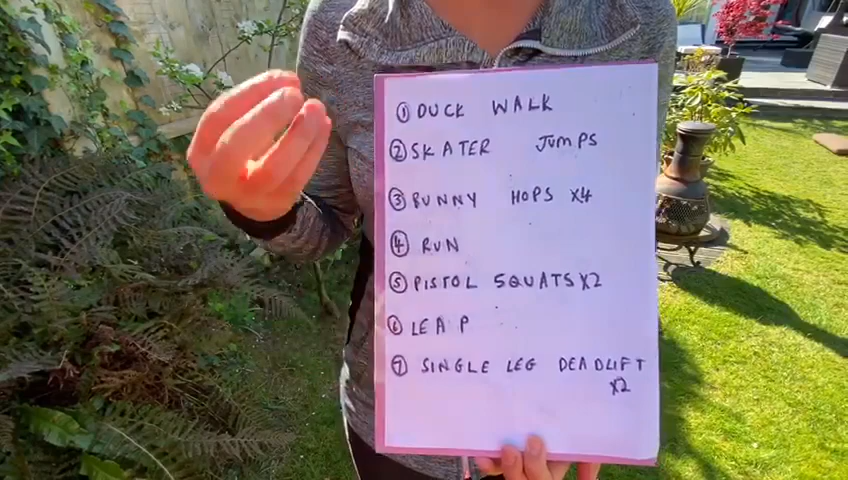 1 DUCK WALK
2 SKATER JUMPS
3 BUNNY HOPS X4
4 RUN
5 PISTOL SQUATS X2
6 LEAP
7 SINGLE LEG DEADLIFT
X2